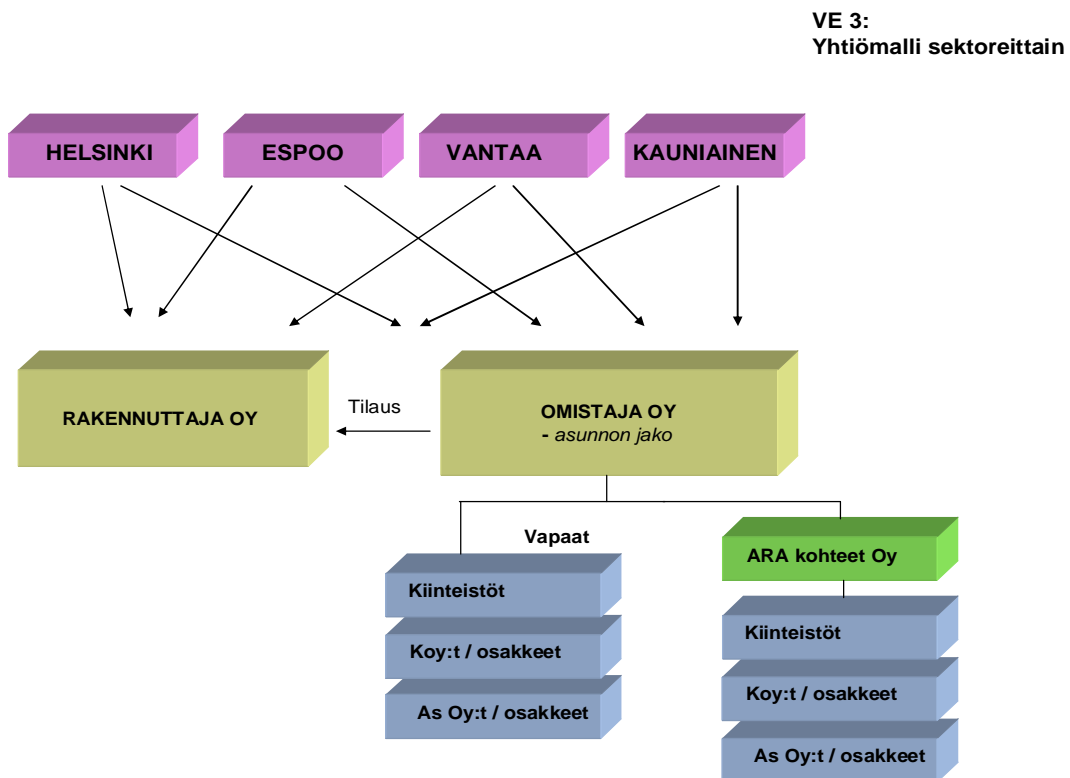 VE 3:
Yhtiömalli sektoreittain
HELSINKI
ESPOO
VANTAA
KAUNIAINEN
RAKENNUTTAJA OY
Tilaus
OMISTAJA OY
- asunnon jako
Vapaat
Kiinteistöt
Koy:t / osakkeet
As Oy:t / osakkeet
ARA kohteet Oy
Kiinteistöt
Koy:t / osakkeet
As Oy:t / osakkeet